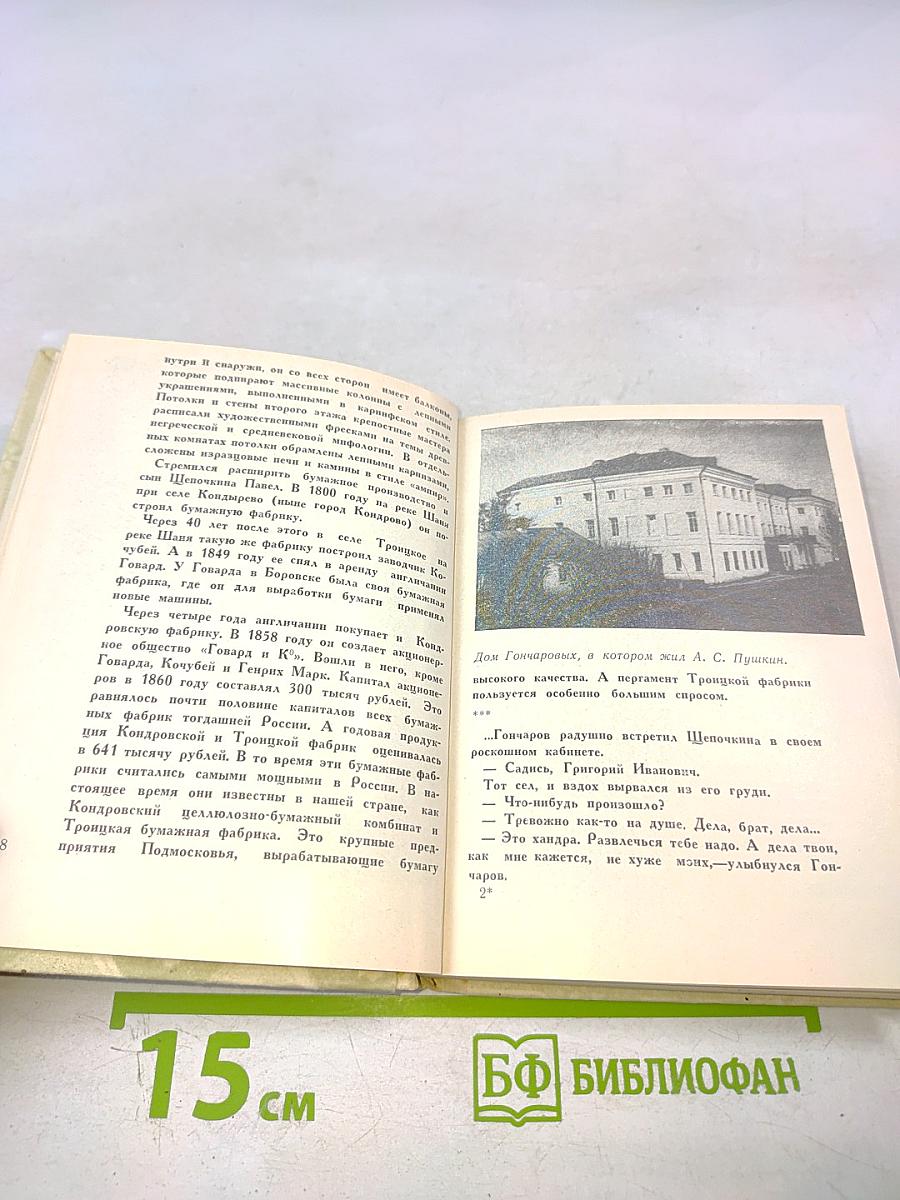 нутри и снаружи, он со всех сторон имеет балконы,
которые подпирают массивные колонны с лепными
украшениями, выполненными в каринфском стиле.
Потолки и стены второго этажа крепостные мастера
расписали художественными фресками на темы древ-
негреческой и средневековой мифологии. В отдель-
ных комнатах потолки обрамлены лепными карнизами,
сложены изразцовые печи и камины в стиле «ампир».
Стремился расширить бумажное производство и
сын Щепочкина Павел. В 1800 году на реке Шаня
при селе Кондырево (ныне город Кондрово) он по-
строил бумажную фабрику.
Через 40 лет после этого в селе Троицкое на
реке Шаня такую же фабрику построил заводчик Ко-
чубей. А в 1849 году ее снял в аренду англичанин
Говард. У Говарда в Боровске была своя бумажная
фабрика, где он для выработки бумаги применял
новые машины.
Через четыре года англичанин покупает и Конд-
ровскую фабрику. В 1858 году он создает акционер-
ное общество «Говард и К⁰». Вошли в него, кроме
Говарда, Кочубей и Генрих Марк. Капитал акционе-
ров в 1860 году составлял 300 тысяч рублей. Это
равнялось почти половине капиталов всех бумаж-
ных фабрик тогдашней России. А годовая продук-
ция Кондровской и Троицкой фабрик оценивалась
в 641 тысячу рублей. В то время эти бумажные фаб-
рики считались самыми мощными в России. В на-
стоящее время они известны в нашей стране, как
Кондровский целлюлозно-бумажный комбинат и
Троицкая бумажная фабрика. Это крупные пред-
приятия Подмосковья, вырабатывающие бумагу
8
Дом Гончаровых, в котором жил А. С. Пушкин.
высокого качества. А пергамент Троицкой фабрики
пользуется особенно большим спросом.
***
...Гончаров радушно встретил Щепочкина в своем
роскошном кабинете.
— Садись, Григорий Иванович.
Тот сел, и вздох вырвался из его груди.
— Что-нибудь произошло?
— Тревожно как-то на душе. Дела, брат, дела...
— Это хандра. Развлечься тебе надо. А дела твои,
как мне кажется, не хуже моих,—улыбнулся Гон-
чаров.
2*
15 см
БФ БИБЛИОФАН